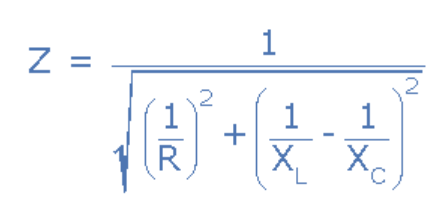 Z = 1 / √((1/R)² + (1/X_L - 1/X_C)²)